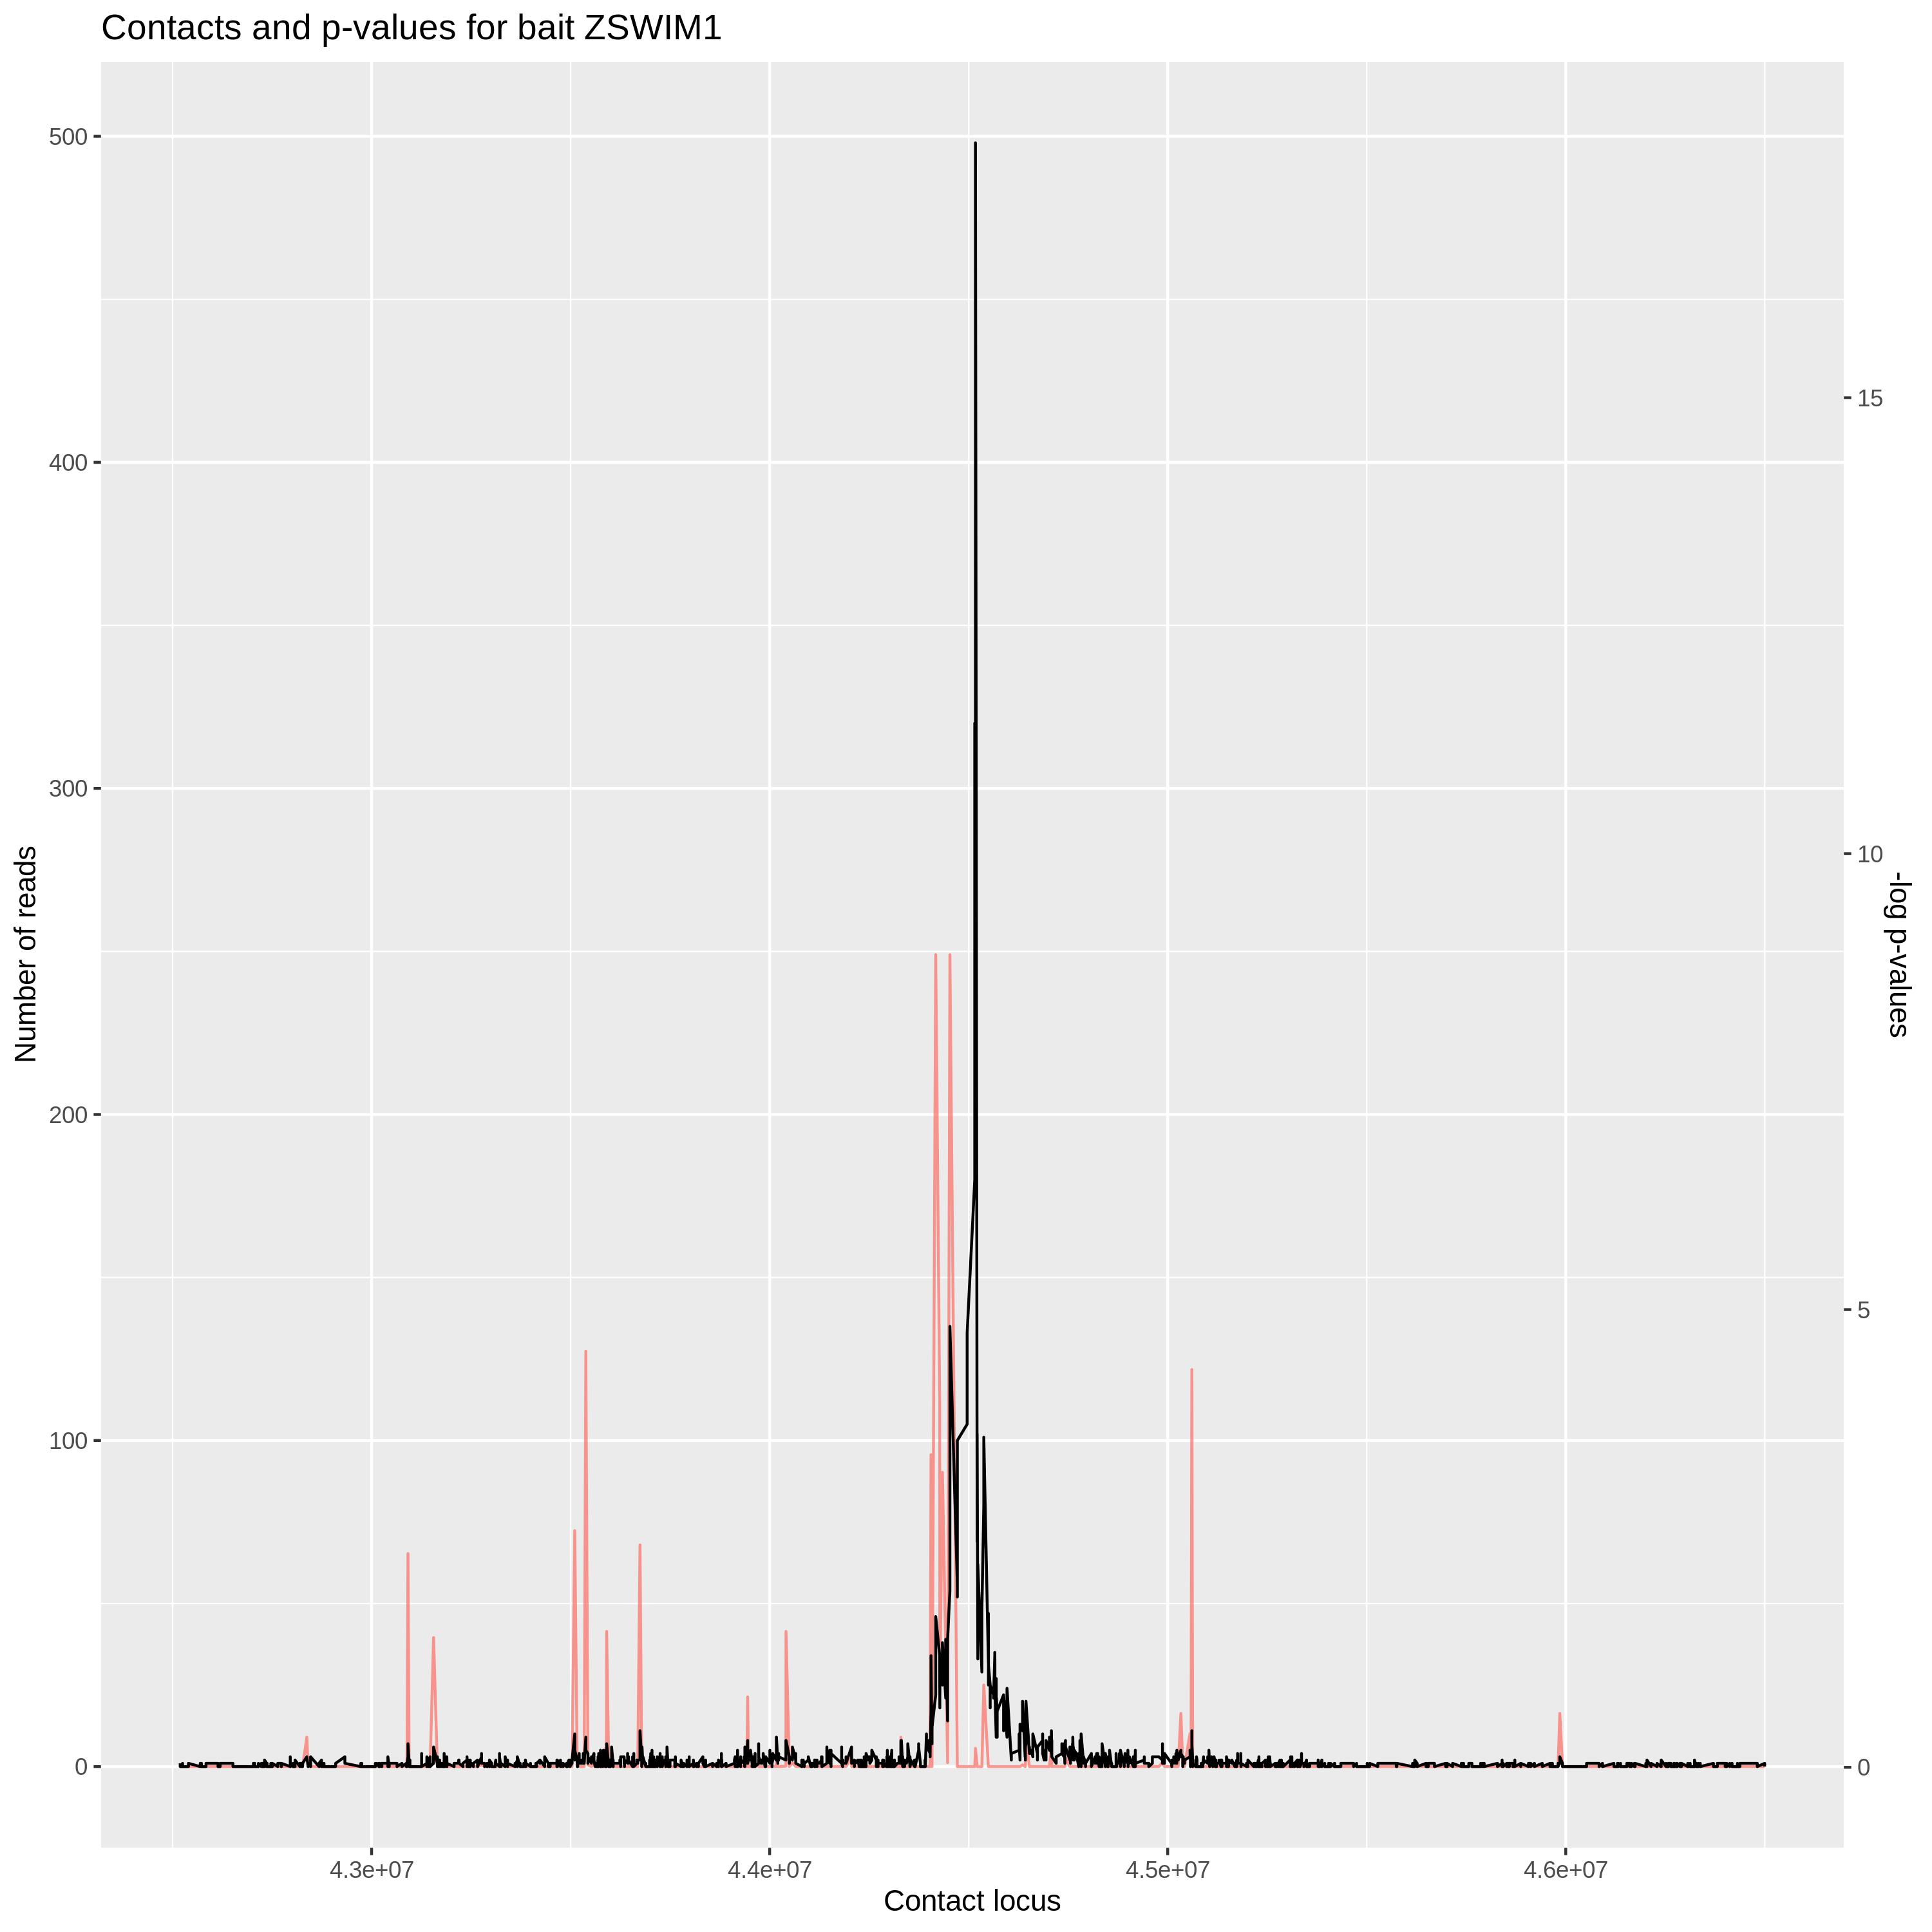 Contacts and p-values for bait ZSWIM1
500
400
300
200
100
0
Number of reads
15
10
5
0
-log p-values
4.3e+07
4.4e+07
4.5e+07
4.6e+07
Contact locus